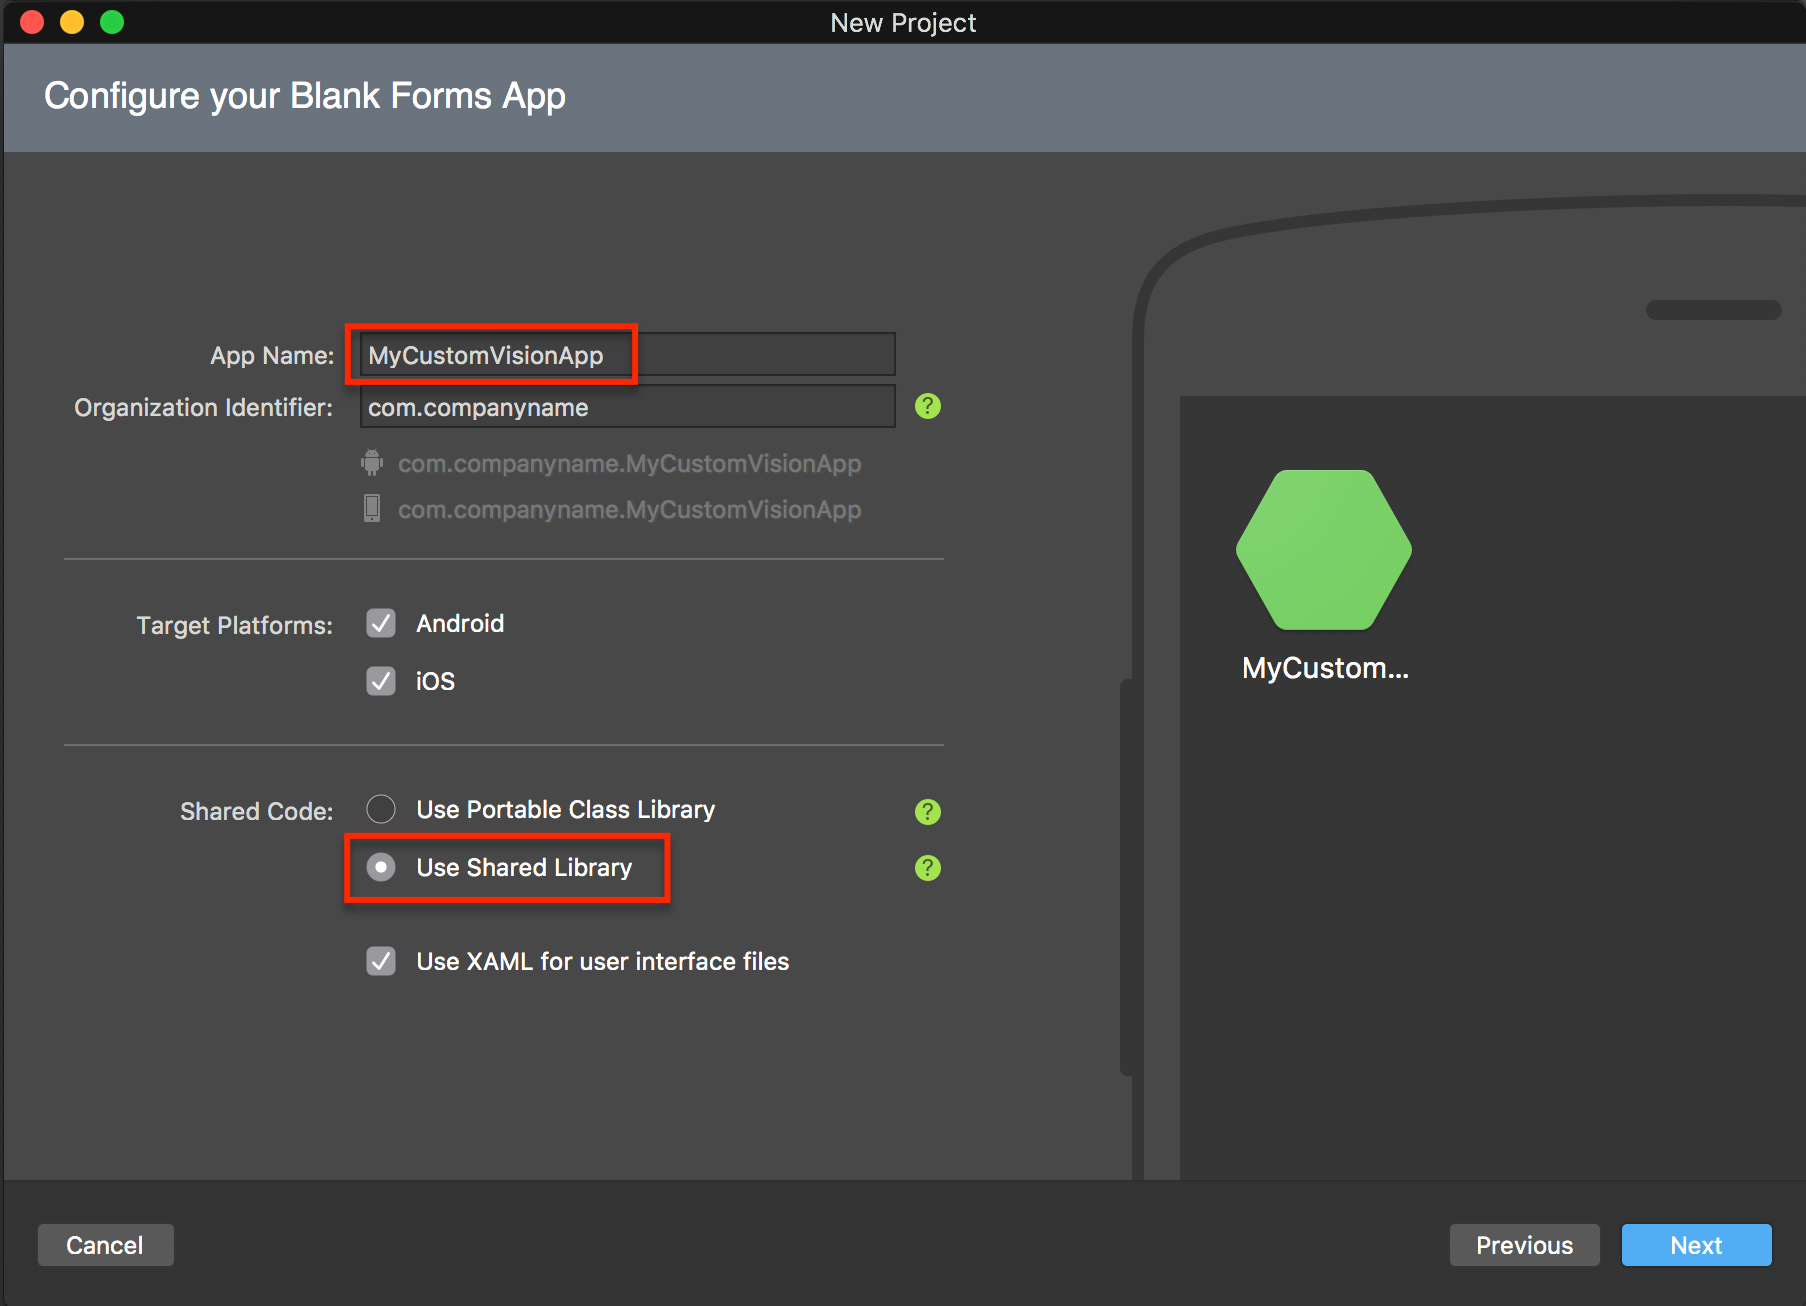 New Project
Configure your Blank Forms App
App Name: MyCustomVisionApp
Organization Identifier: com.companyname ?
com.companyname.MyCustomVisionApp
com.companyname.MyCustomVisionApp
Target Platforms: Android
iOS
MyCustom...
Shared Code: Use Portable Class Library ?
Use Shared Library ?
Use XAML for user interface files
Cancel Previous Next